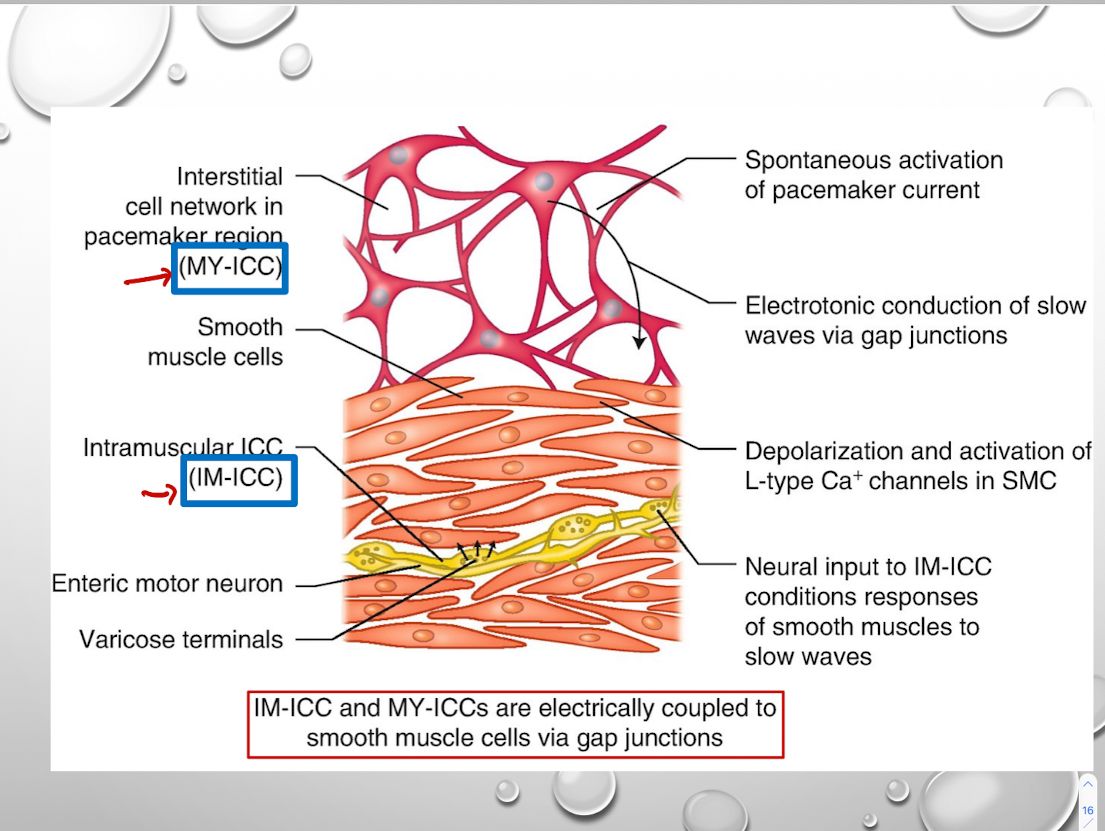 Interstitial
cell network in
pacemaker region
(MY-ICC)
Smooth
muscle cells
Intramuscular ICC
(IM-ICC)
Enteric motor neuron
Varicose terminals
Spontaneous activation
of pacemaker current
Electrotonic conduction of slow
waves via gap junctions
Depolarization and activation of
L-type Ca⁺ channels in SMC
Neural input to IM-ICC
conditions responses
of smooth muscles to
slow waves
IM-ICC and MY-ICCs are electrically coupled to
smooth muscle cells via gap junctions
16